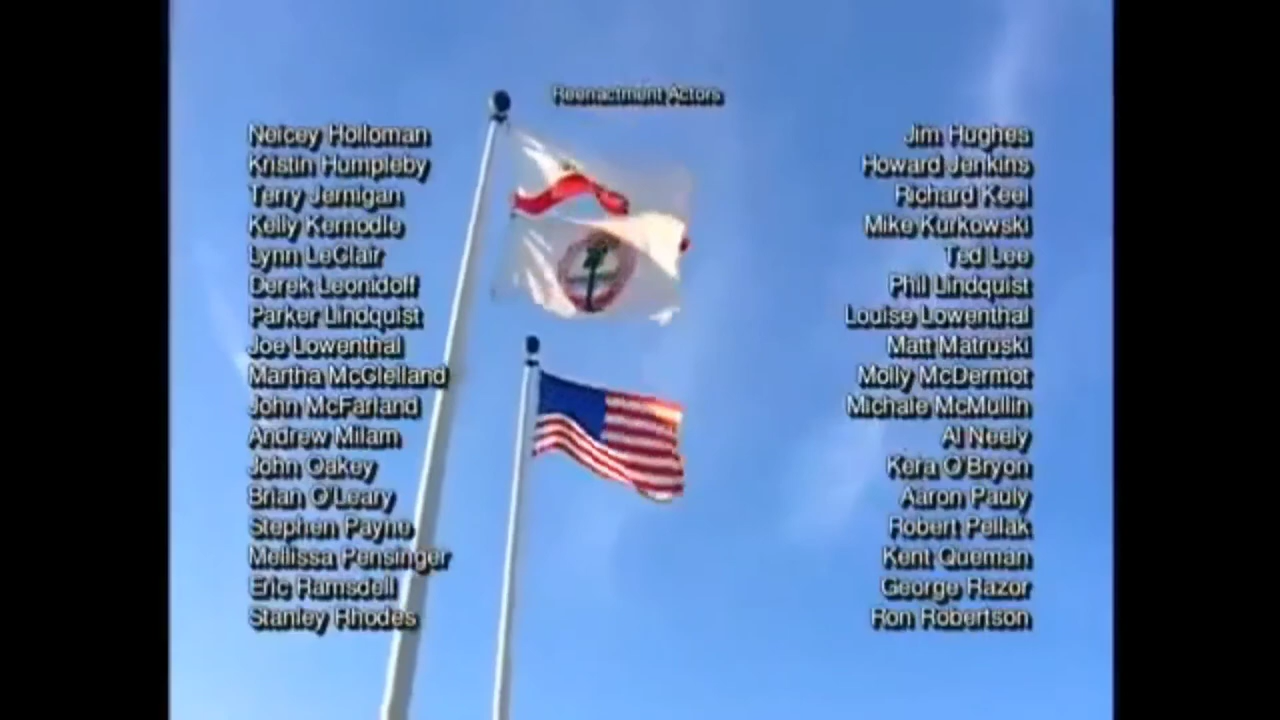 Reenactment Actors
Neicey Holloman
Jim Hughes
Kristin Humpleby
Howard Jenkins
Terry Jernigan
Richard Keel
Kelly Kernodle
Mike Kurkowski
Lynn LeClair
Ted Lee
Derek Leonidoff
Phil Lindquist
Parker Lindquist
Louise Lowenthal
Joe Lowenthal
Matt Matruski
Martha McClelland
Molly McDermot
John McFarland
Michale McMullin
Andrew Milam
Al Neely
John Oakey
Kera O'Bryon
Brian O'Leary
Aaron Pauly
Stephen Payne
Robert Pellak
Mellissa Pensinger
Kent Queman
Eric Ramsdell
George Razor
Stanley Rhodes
Ron Robertson